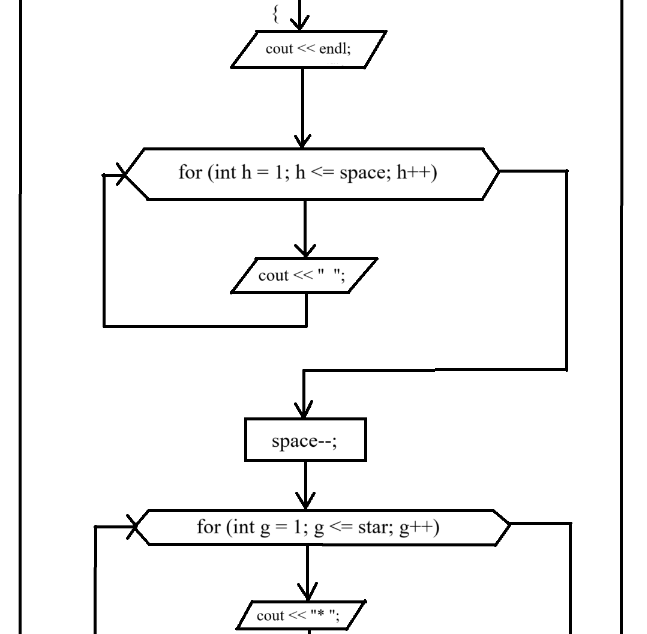 {
cout << endl;
for (int h = 1; h <= space; h++)
cout << "  ";
space--;
for (int g = 1; g <= star; g++)
cout << "* ";